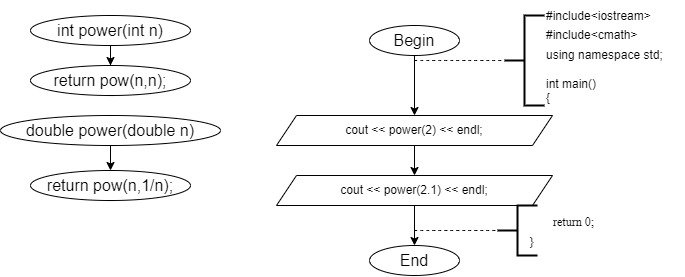 int power(int n)
return pow(n,n);
double power(double n)
return pow(n,1/n);
Begin
#include<iostream>
#include<cmath>
using namespace std;
int main()
{
cout << power(2) << endl;
cout << power(2.1) << endl;
return 0;
}
End